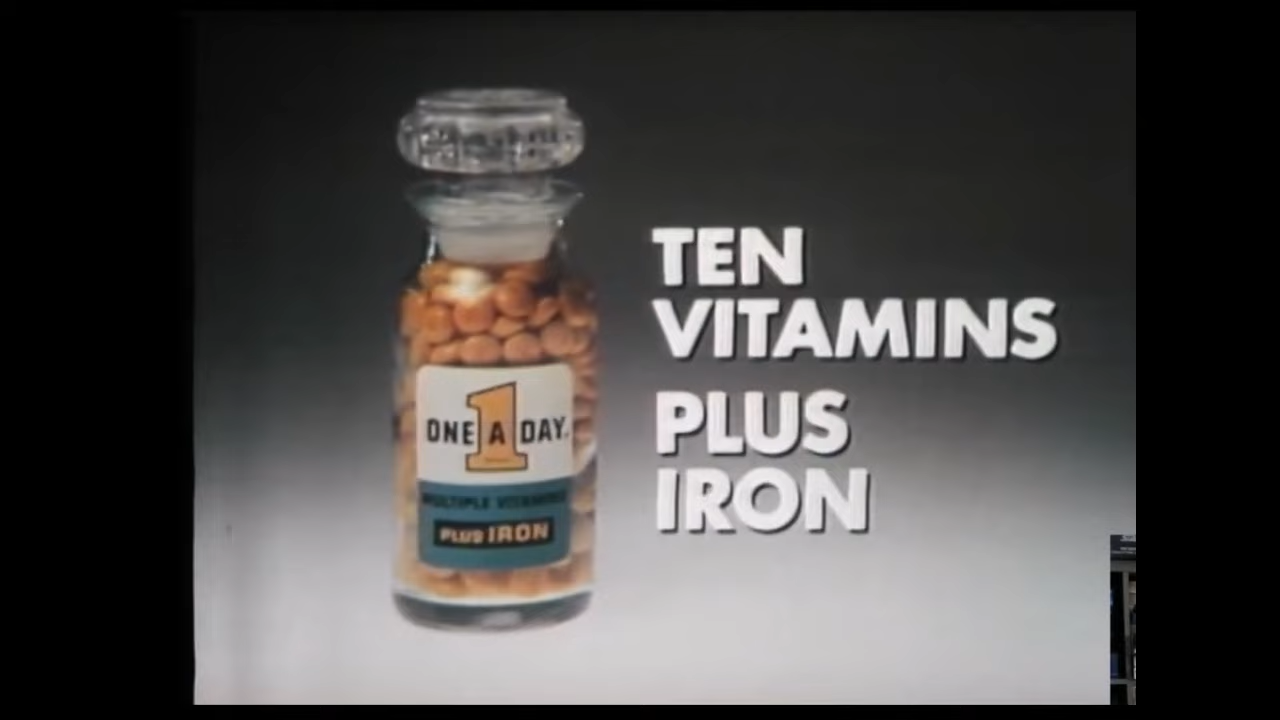 TEN
VITAMINS
PLUS
IRON
1
ONE A DAY.
MULTIPLE VITAMINS
PLUS IRON